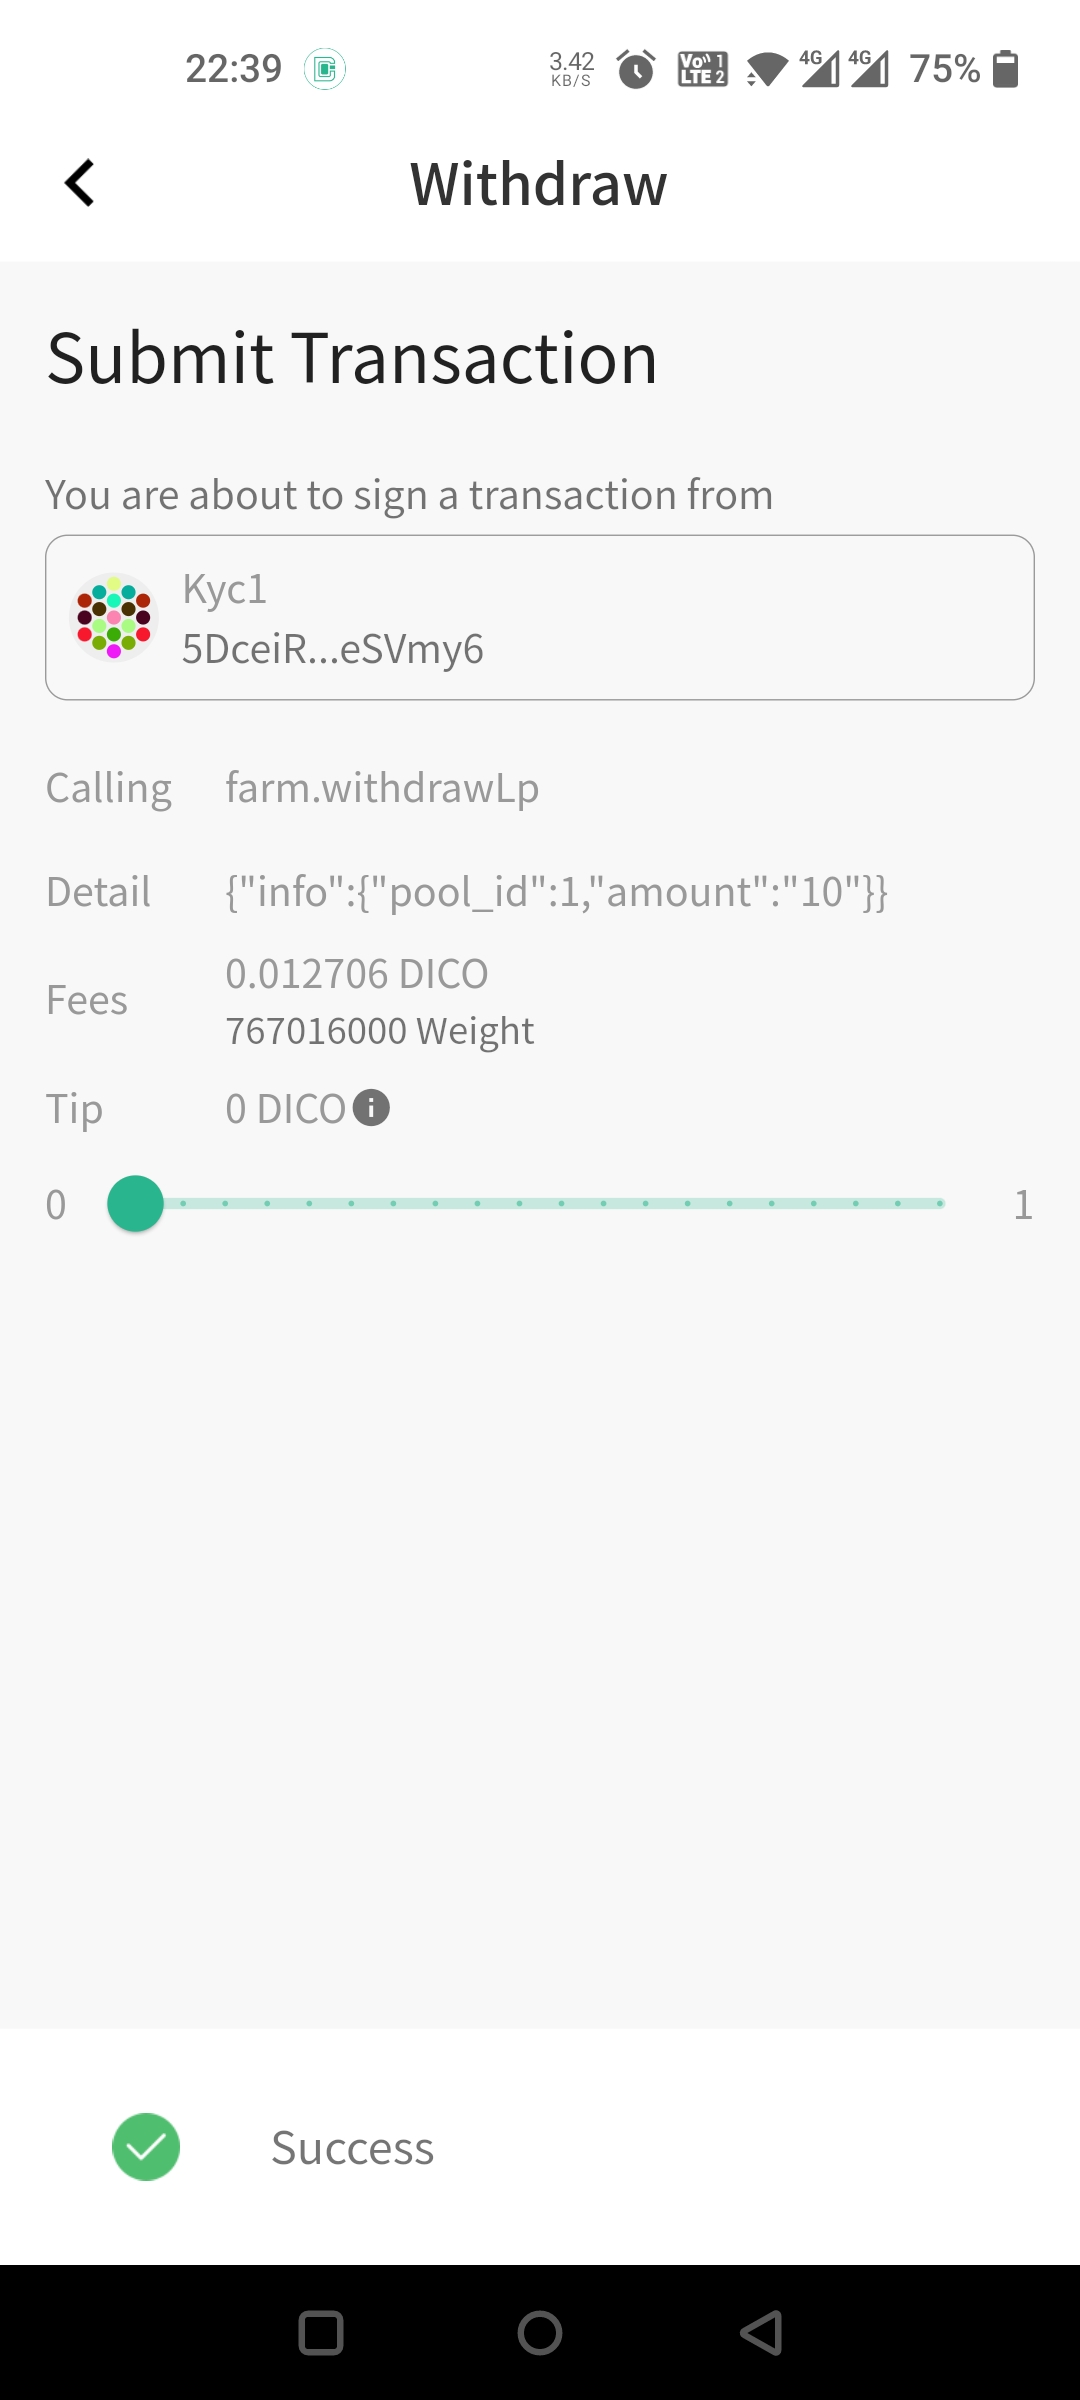 22:39
3.42
KB/S
Vo 1
LTE 2
4G
4G
75%
Withdraw
Submit Transaction
You are about to sign a transaction from
Kyc1
5DceiR...eSVmy6
Calling farm.withdrawLp
Detail {"info":{"pool_id":1,"amount":"10"}}
Fees 0.012706 DICO
767016000 Weight
Tip 0 DICO
0 1
Success